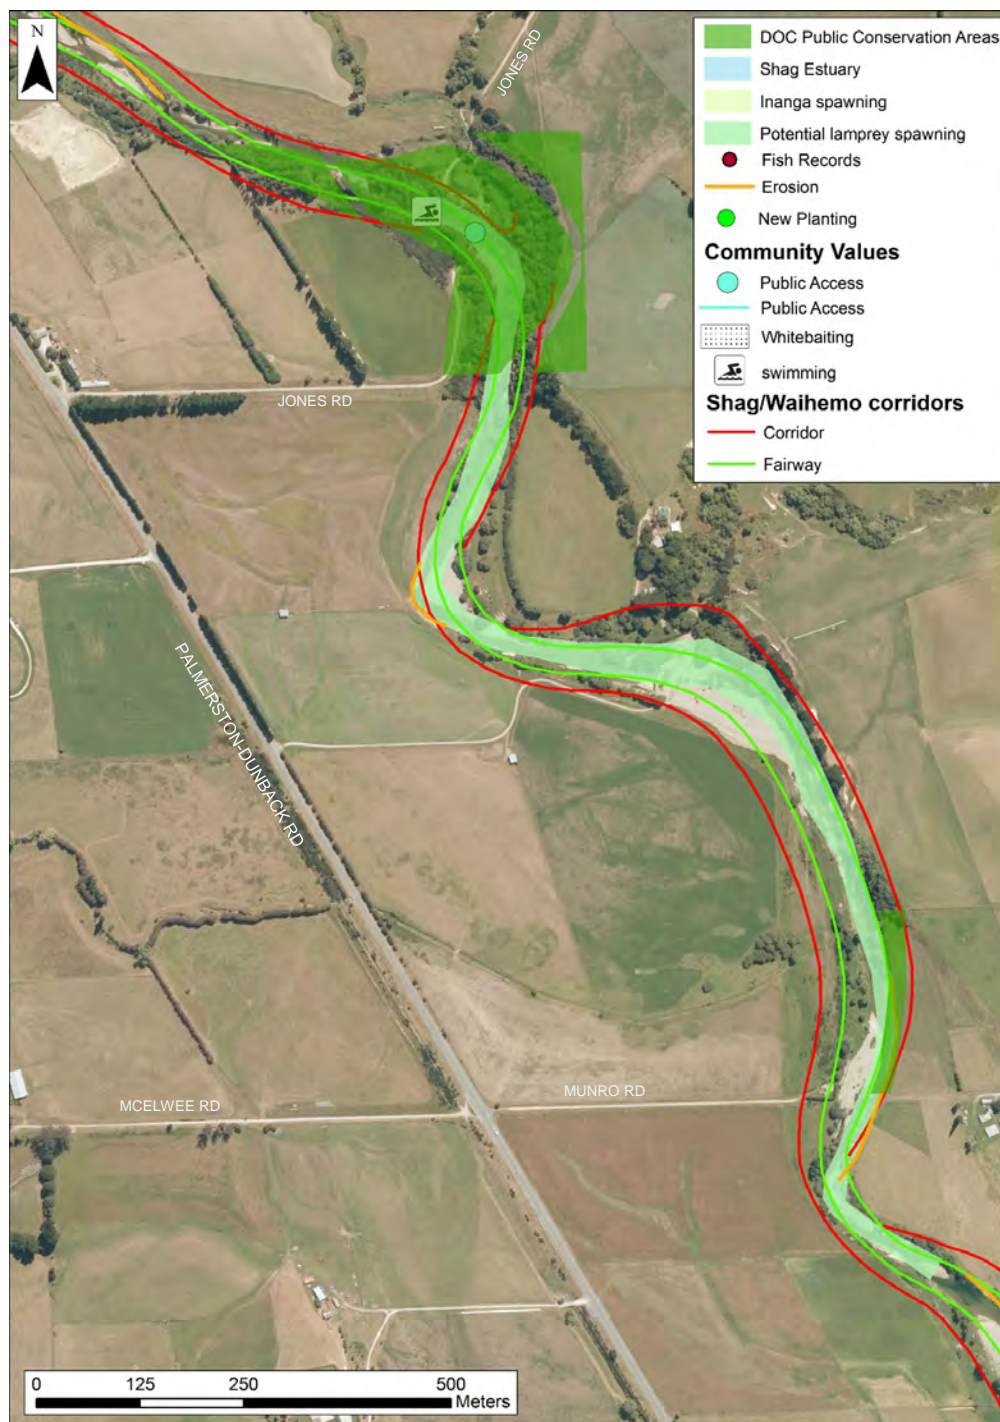 N
JONES RD
DOC Public Conservation Areas
Shag Estuary
Inanga spawning
Potential lamprey spawning
Fish Records
Erosion
New Planting
Community Values
Public Access
Public Access
Whitebaiting
swimming
Shag/Waihemo corridors
Corridor
Fairway
JONES RD
PALMERSTON-DUNBACK RD
MCELWEE RD
MUNRO RD
0 125 250 500
Meters